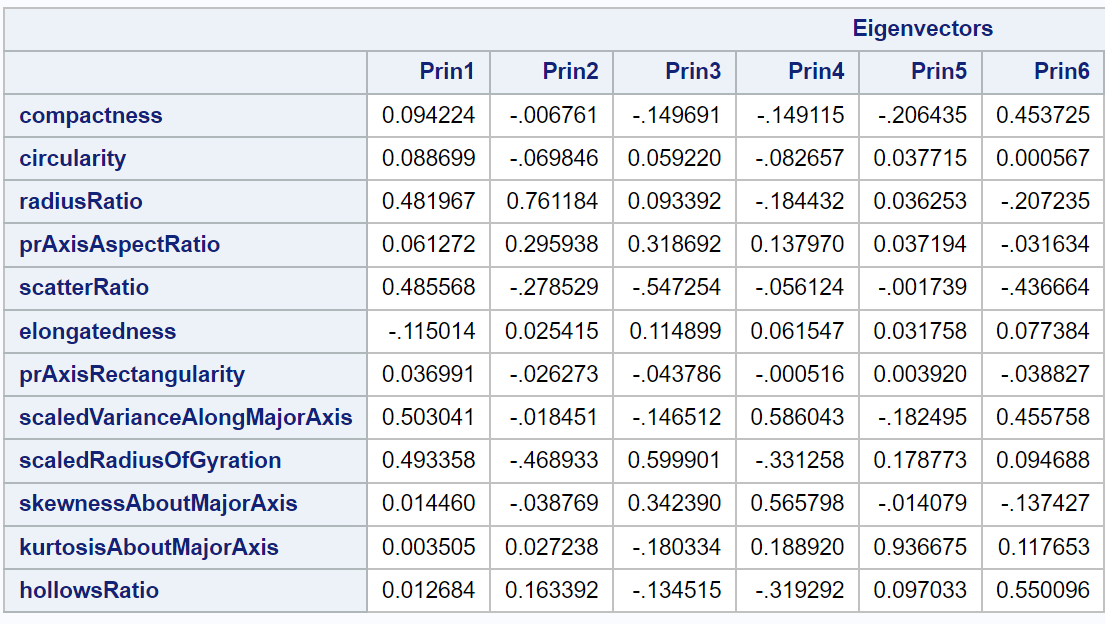 Eigenvectors
Prin1 Prin2 Prin3 Prin4 Prin5 Prin6
compactness 0.094224 -.006761 -.149691 -.149115 -.206435 0.453725
circularity 0.088699 -.069846 0.059220 -.082657 0.037715 0.000567
radiusRatio 0.481967 0.761184 0.093392 -.184432 0.036253 -.207235
prAxisAspectRatio 0.061272 0.295938 0.318692 0.137970 0.037194 -.031634
scatterRatio 0.485568 -.278529 -.547254 -.056124 -.001739 -.436664
elongatedness -.115014 0.025415 0.114899 0.061547 0.031758 0.077384
prAxisRectangularity 0.036991 -.026273 -.043786 -.000516 0.003920 -.038827
scaledVarianceAlongMajorAxis 0.503041 -.018451 -.146512 0.586043 -.182495 0.455758
scaledRadiusOfGyration 0.493358 -.468933 0.599901 -.331258 0.178773 0.094688
skewnessAboutMajorAxis 0.014460 -.038769 0.342390 0.565798 -.014079 -.137427
kurtosisAboutMajorAxis 0.003505 0.027238 -.180334 0.188920 0.936675 0.117653
hollowsRatio 0.012684 0.163392 -.134515 -.319292 0.097033 0.550096